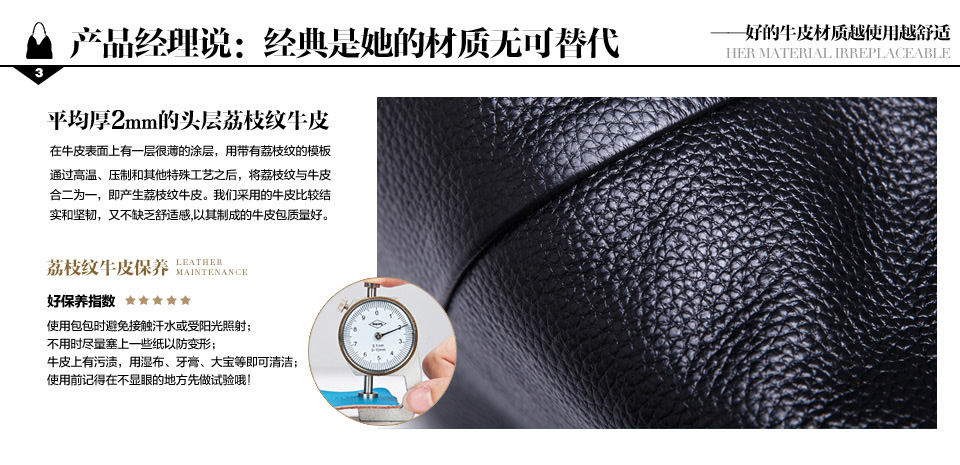 产品经理说：经典是她的材质无可替代
——好的牛皮材质越使用越舒适
HER MATERIAL IRREPLACEABLE
3
平均厚2mm的头层荔枝纹牛皮
在牛皮表面上有一层很薄的涂层，用带有荔枝纹的模板
通过高温、压制和其他特殊工艺之后，将荔枝纹与牛皮
合二为一，即产生荔枝纹牛皮。我们采用的牛皮比较结
实和坚韧，又不缺乏舒适感,以其制成的牛皮包质量好。
荔枝纹牛皮保养
LEATHER
MAINTENANCE
好保养指数 ★★★★★
使用包包时避免接触汗水或受阳光照射；
不用时尽量塞上一些纸以防变形；
牛皮上有污渍，用湿布、牙膏、大宝等即可清洁；
使用前记得在不显眼的地方先做试验哦！